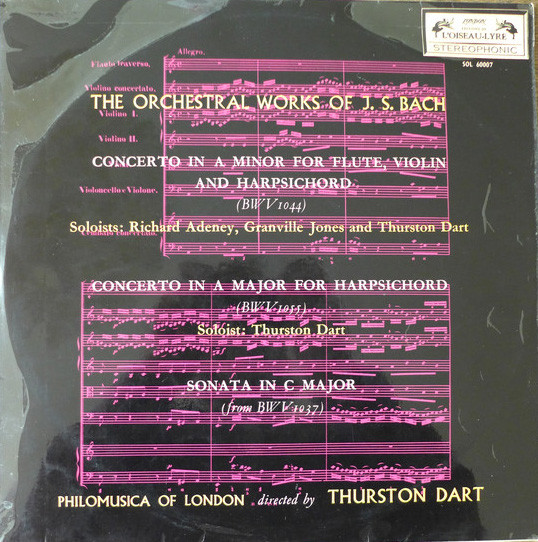 LONDON
L'OISEAU-LYRE
STEREOPHONIC
SOL 60007
Allegro.
Flauto traverso.
Violino concertato.
THE ORCHESTRAL WORKS OF J. S. BACH
Violino I.
Violino II.
CONCERTO IN A MINOR FOR FLUTE, VIOLIN
AND HARPSICHORD
Violoncello e Violone.
(BWV 1044)
Soloists: Richard Adeney, Granville Jones and Thurston Dart
Cembalo concertato.
CONCERTO IN A MAJOR FOR HARPSICHORD
(BWV 1055)
Soloist: Thurston Dart
SONATA IN C MAJOR
(from BWV 1037)
PHILOMUSICA OF LONDON directed by THURSTON DART